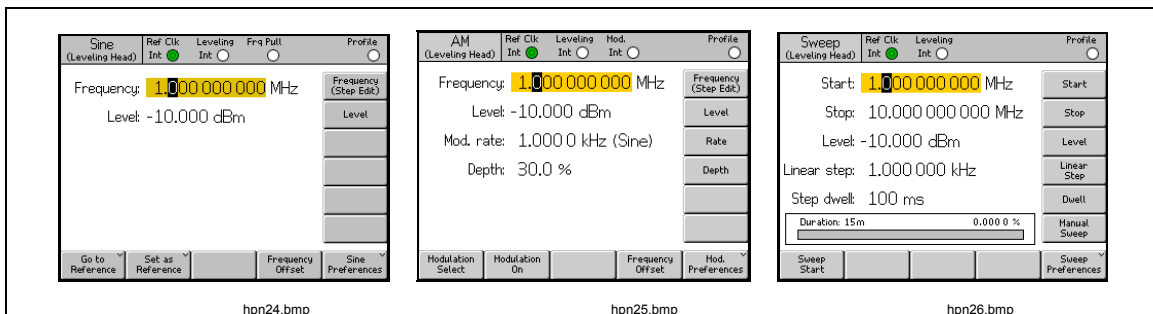 Sine
(Leveling Head)
Ref Clk Leveling Frq Pull
Int Int
Profile
Frequency: 1.000 000 000 MHz
Level: -10.000 dBm
Frequency
(Step Edit)
Level
Go to
Reference
Set as
Reference
Frequency
Offset
Sine
Preferences
hpn24.bmp
AM
(Leveling Head)
Ref Clk Leveling Mod.
Int Int Int
Profile
Frequency: 1.000 000 000 MHz
Level: -10.000 dBm
Mod. rate: 1.000 0 kHz (Sine)
Depth: 30.0 %
Frequency
(Step Edit)
Level
Rate
Depth
Modulation
Select
Modulation
On
Frequency
Offset
Mod.
Preferences
hpn25.bmp
Sweep
(Leveling Head)
Ref Clk Leveling
Int Int
Profile
Start: 1.000 000 000 MHz
Stop: 10.000 000 000 MHz
Level: -10.000 dBm
Linear step: 1.000 000 kHz
Step dwell: 100 ms
Duration: 15m 0.000 0 %
Start
Stop
Level
Linear
Step
Dwell
Manual
Sweep
Sweep
Start
Sweep
Preferences
hpn26.bmp